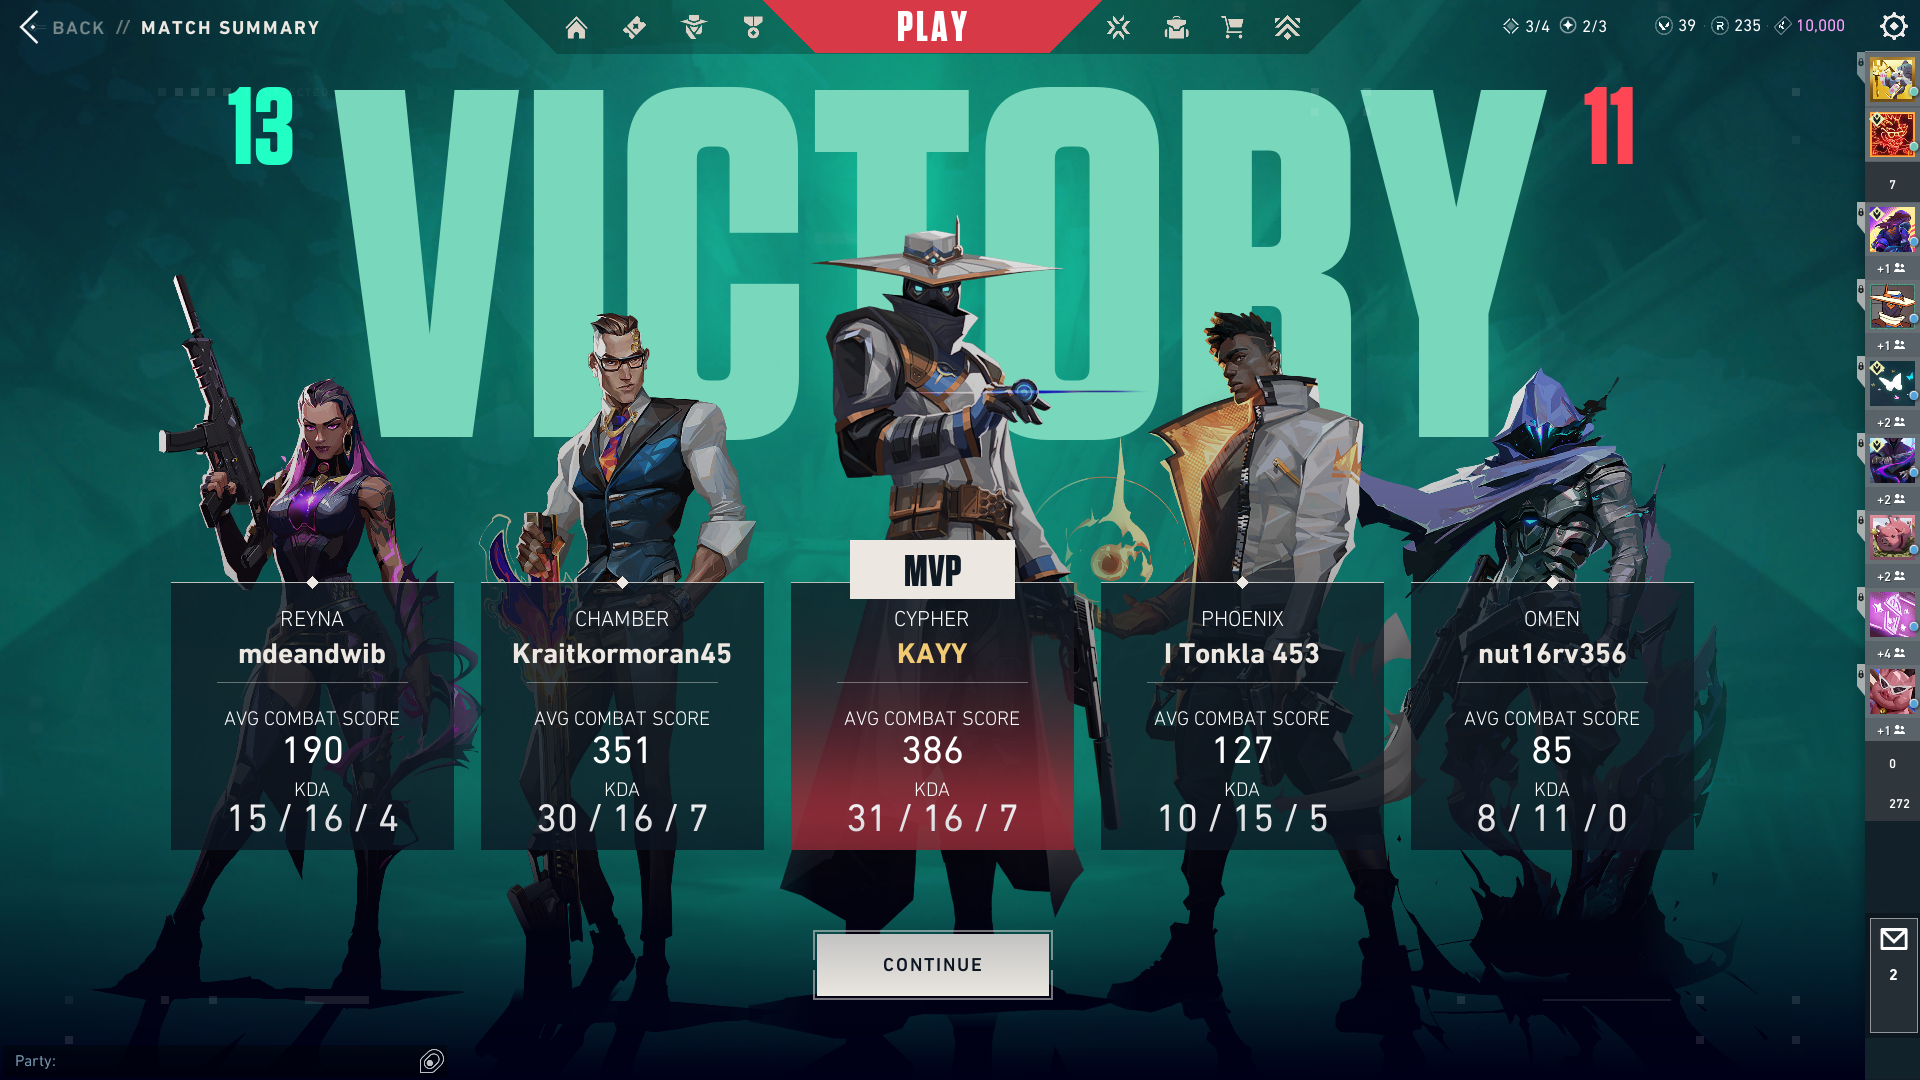 BACK // MATCH SUMMARY
PLAY
3/4 2/3 39 235 10,000
13 VICTORY 11
MVP
REYNA
mdeandwib
AVG COMBAT SCORE
190
KDA
15 / 16 / 4
CHAMBER
Kraitkormoran45
AVG COMBAT SCORE
351
KDA
30 / 16 / 7
CYPHER
KAYY
AVG COMBAT SCORE
386
KDA
31 / 16 / 7
PHOENIX
I Tonkla 453
AVG COMBAT SCORE
127
KDA
10 / 15 / 5
OMEN
nut16rv356
AVG COMBAT SCORE
85
KDA
8 / 11 / 0
CONTINUE
7
+1
+1
+2
+2
+2
+4
+1
0
272
2
Party: